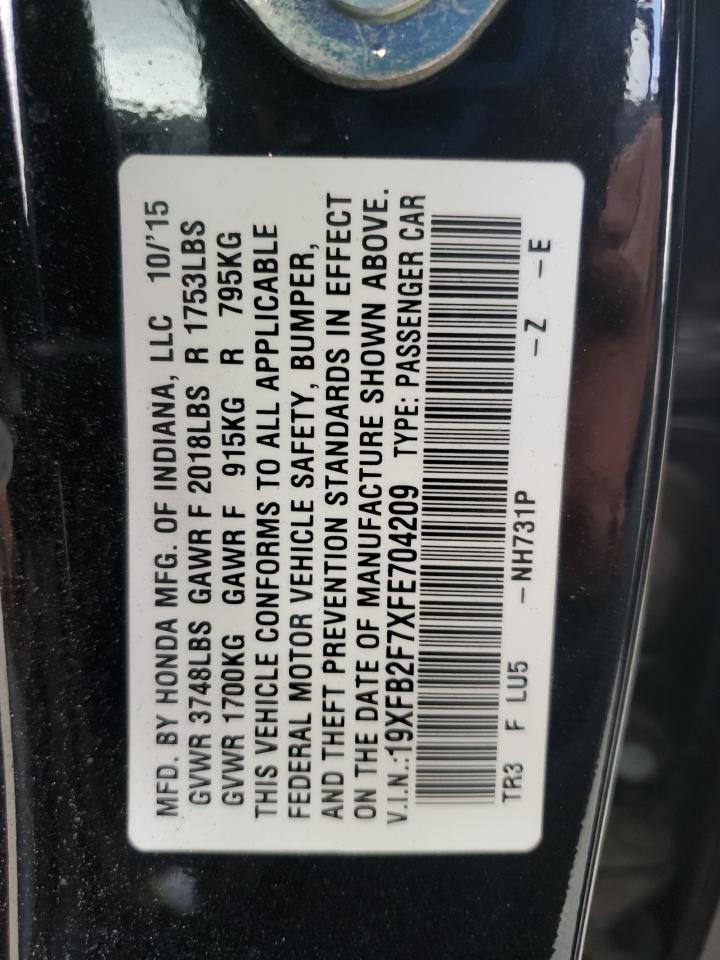 MFD. BY HONDA MFG. OF INDIANA, LLC 10/'15
GVWR 3748LBS GAWR F 2018LBS R 1753LBS
GVWR 1700KG GAWR F 915KG R 795KG
THIS VEHICLE CONFORMS TO ALL APPLICABLE
FEDERAL MOTOR VEHICLE SAFETY, BUMPER,
AND THEFT PREVENTION STANDARDS IN EFFECT
ON THE DATE OF MANUFACTURE SHOWN ABOVE.
V.I.N.:19XFB2F7XFE704209 TYPE: PASSENGER CAR
TR3 F LU5 -NH731P -Z -E